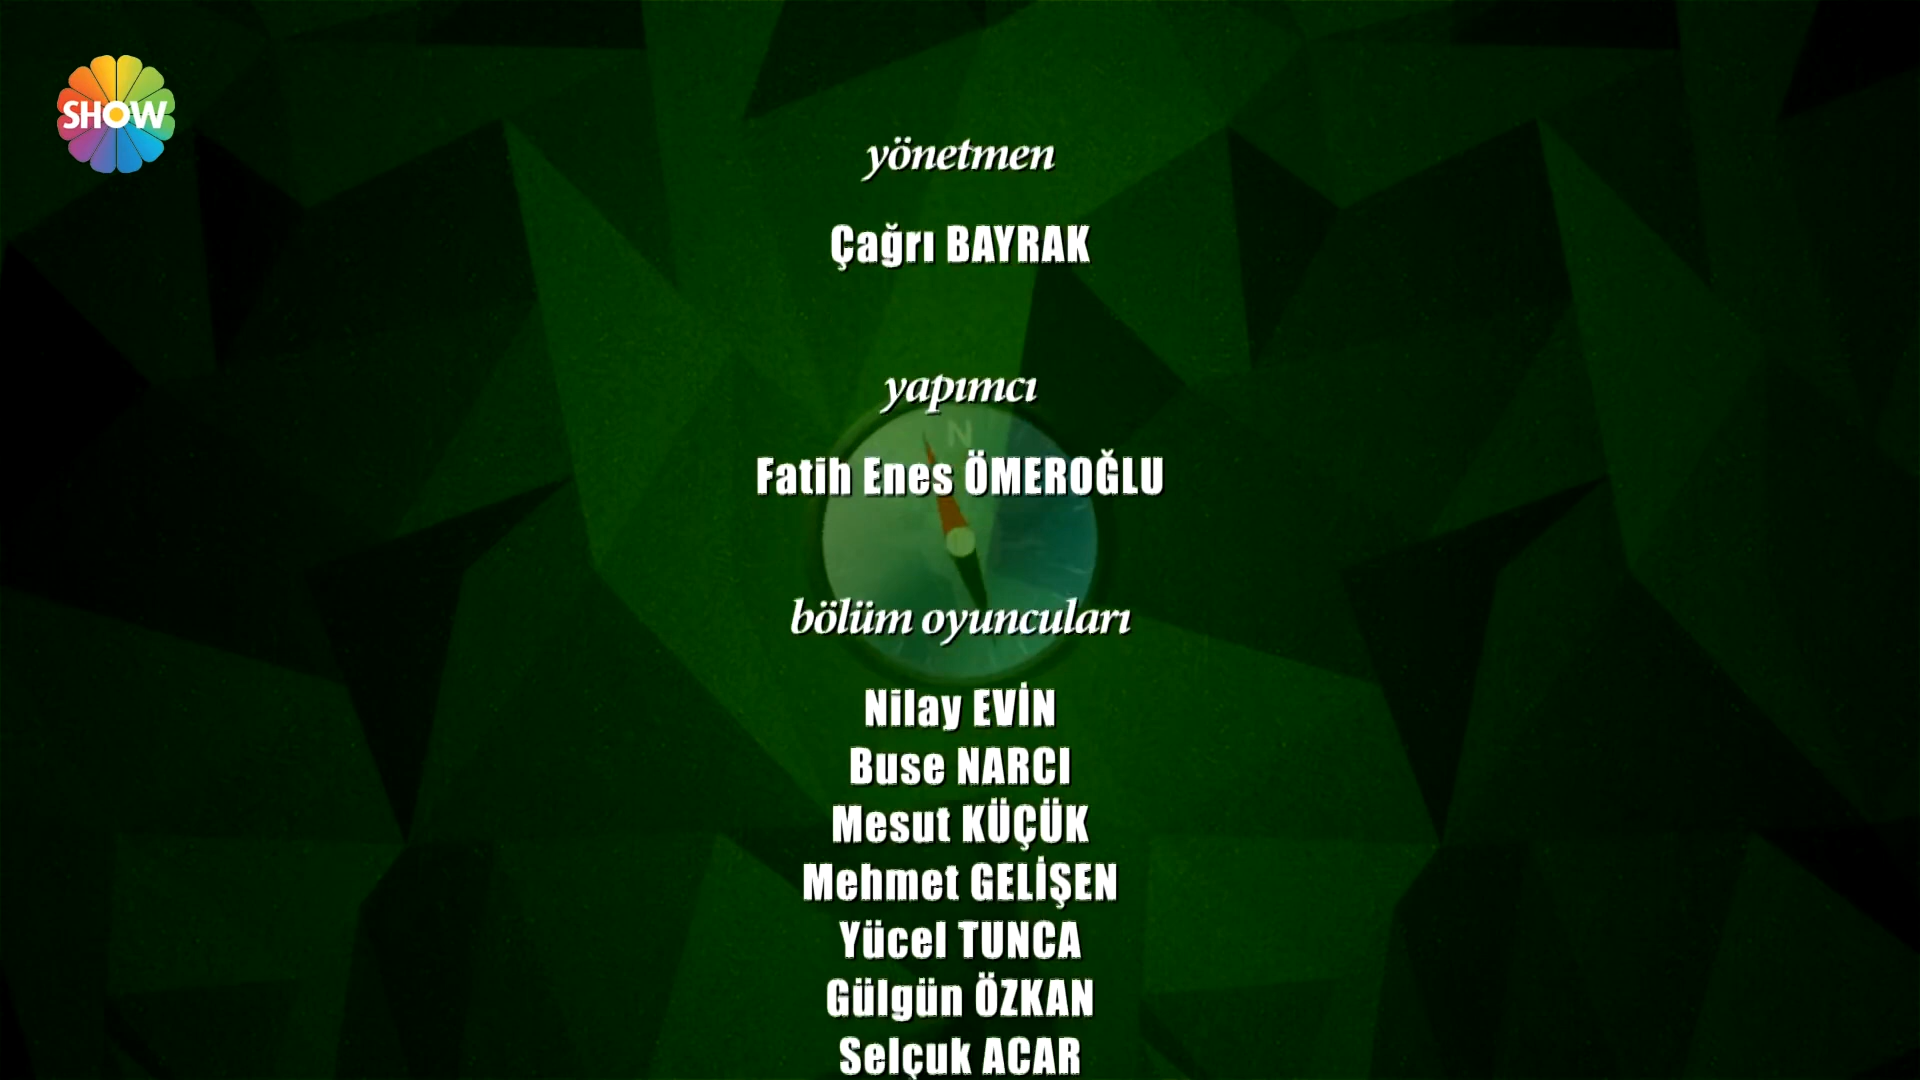 SHOW
yönetmen
Çağrı BAYRAK
yapımcı
N
Fatih Enes ÖMEROĞLU
bölüm oyuncuları
Nilay EVİN
Buse NARCI
Mesut KÜÇÜK
Mehmet GELİŞEN
Yücel TUNCA
Gülgün ÖZKAN
Selçuk ACAR